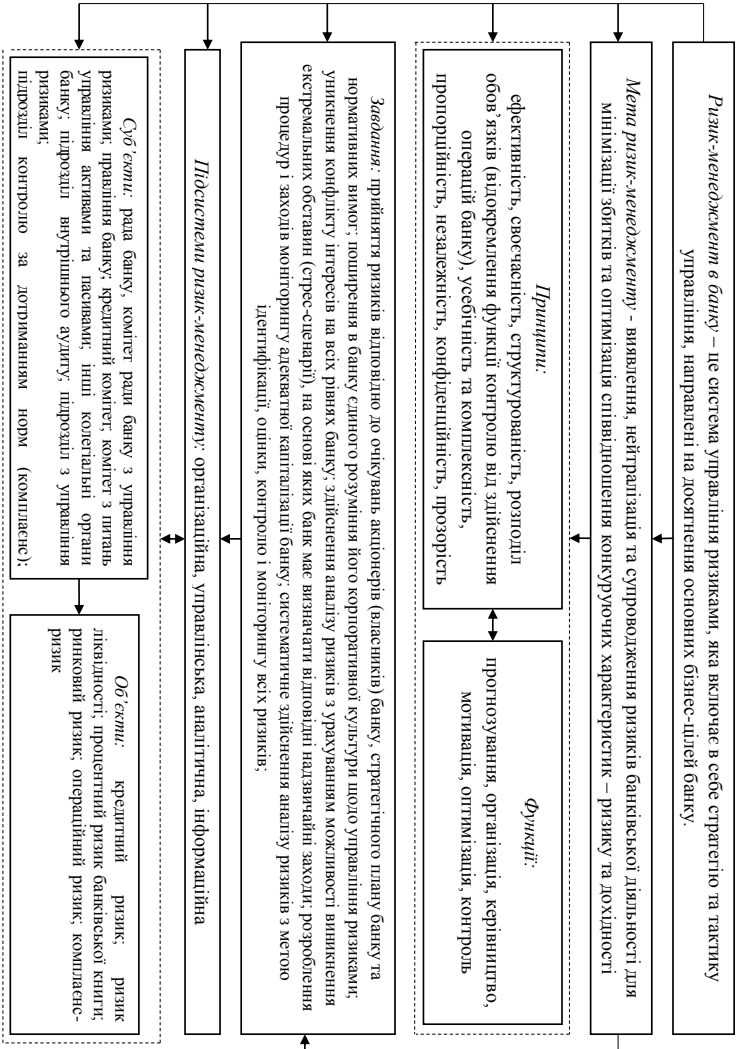 Ризик-менеджмент в банку – це система управління ризиками, яка включає в себе стратегію та тактику
управління, направлені на досягнення основних бізнес-цілей банку.
Мета ризик-менеджменту - виявлення, нейтралізація та супроводження ризиків банківської діяльності для
мінімізації збитків та оптимізація співвідношення конкуруючих характеристик – ризику та дохідності
Принципи:
ефективність, своєчасність, структурованість, розподіл
обов’язків (відокремлення функції контролю від здійснення
операцій банку), усебічність та комплексність,
пропорційність, незалежність, конфіденційність, прозорість
Функції:
прогнозування, організація, керівництво,
мотивація, оптимізація, контроль
Завдання: прийняття ризиків відповідно до очікувань акціонерів (власників) банку, стратегічного плану банку та
нормативних вимог; поширення в банку єдиного розуміння його корпоративної культури щодо управління ризиками;
уникнення конфлікту інтересів на всіх рівнях банку; здійснення аналізу ризиків з урахуванням можливості виникнення
екстремальних обставин (стрес-сценарії), на основі яких банк має визначати відповідні надзвичайні заходи; розроблення
процедур і заходів моніторингу адекватної капіталізації банку; систематичне здійснення аналізу ризиків з метою
ідентифікації, оцінки, контролю і моніторингу всіх ризиків;
Підсистеми ризик-менеджменту: організаційна, управлінська, аналітична, інформаційна
Суб’єкти: рада банку, комітет ради банку з управління
ризиками; правління банку; кредитний комітет; комітет з питань
управління активами та пасивами; інші колегіальні органи
банку; підрозділ внутрішнього аудиту; підрозділ з управління
ризиками;
підрозділ контролю за дотриманням норм (комплаєнс);
Об’єкти: кредитний ризик; ризик
ліквідності; процентний ризик банківської книги;
ринковий ризик; операційний ризик; комплаєнс-
ризик